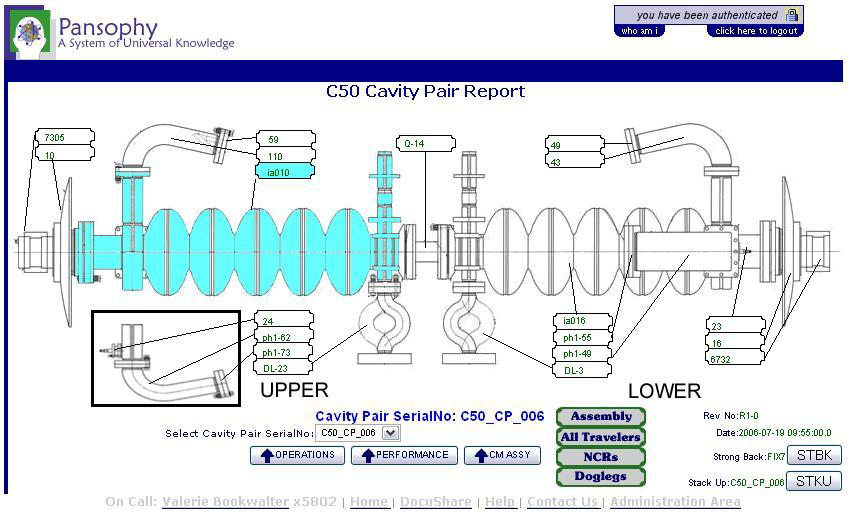 Pansophy
A System of Universal Knowledge
you have been authenticated
who am i
click here to logout
C50 Cavity Pair Report
7305
10
59
110
ia010
Q-14
49
43
24
ph1-62
ph1-73
DL-23
ia016
ph1-55
ph1-49
DL-3
23
16
6732
UPPER
LOWER
Cavity Pair SerialNo: C50_CP_006
Select Cavity Pair SerialNo: C50_CP_006
OPERATIONS
PERFORMANCE
CM ASSY
Assembly
All Travelers
NCRs
Doglegs
Rev No:R1-0
Date:2006-07-19 09:55:00.0
Strong Back:FIX7 STBK
Stack Up:C50_CP_006 STKU
On Call: Valerie Bookwalter x5802 | Home | DocuShare | Help | Contact Us | Administration Area